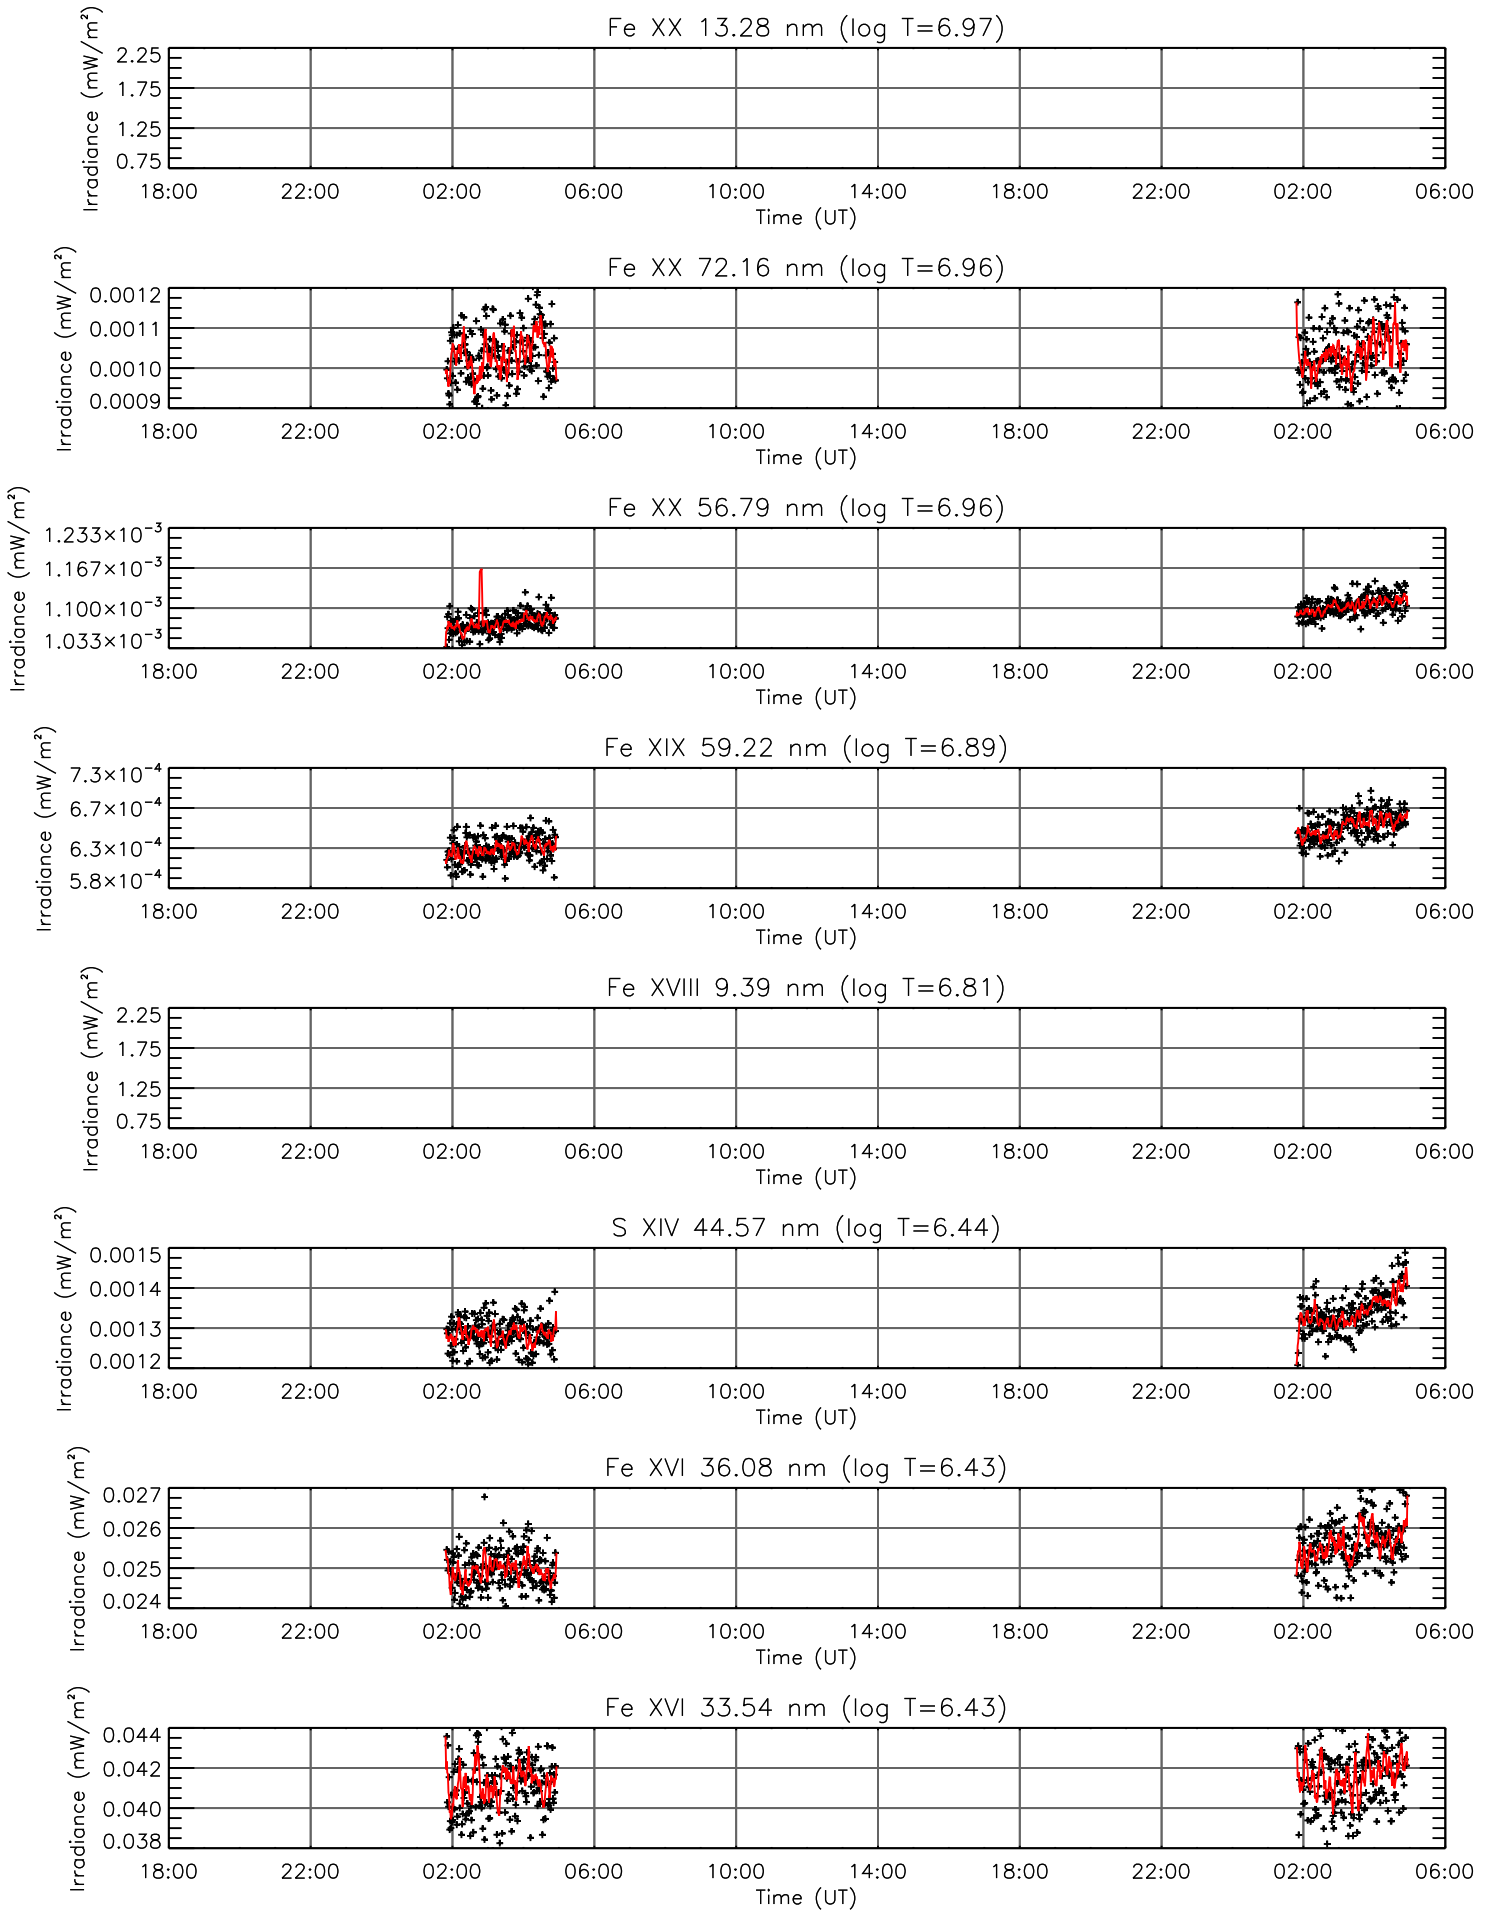 Fe XX 13.28 nm (log T=6.97)
Irradiance (mW/m²)
2.25
1.75
1.25
0.75
18:00 22:00 02:00 06:00 10:00 14:00 18:00 22:00 02:00 06:00
Time (UT)
Fe XX 72.16 nm (log T=6.96)
Irradiance (mW/m²)
0.0012
0.0011
0.0010
0.0009
18:00 22:00 02:00 06:00 10:00 14:00 18:00 22:00 02:00 06:00
Time (UT)
Fe XX 56.79 nm (log T=6.96)
Irradiance (mW/m²)
1.233×10⁻³
1.167×10⁻³
1.100×10⁻³
1.033×10⁻³
18:00 22:00 02:00 06:00 10:00 14:00 18:00 22:00 02:00 06:00
Time (UT)
Fe XIX 59.22 nm (log T=6.89)
Irradiance (mW/m²)
7.3×10⁻⁴
6.7×10⁻⁴
6.3×10⁻⁴
5.8×10⁻⁴
18:00 22:00 02:00 06:00 10:00 14:00 18:00 22:00 02:00 06:00
Time (UT)
Fe XVIII 9.39 nm (log T=6.81)
Irradiance (mW/m²)
2.25
1.75
1.25
0.75
18:00 22:00 02:00 06:00 10:00 14:00 18:00 22:00 02:00 06:00
Time (UT)
S XIV 44.57 nm (log T=6.44)
Irradiance (mW/m²)
0.0015
0.0014
0.0013
0.0012
18:00 22:00 02:00 06:00 10:00 14:00 18:00 22:00 02:00 06:00
Time (UT)
Fe XVI 36.08 nm (log T=6.43)
Irradiance (mW/m²)
0.027
0.026
0.025
0.024
18:00 22:00 02:00 06:00 10:00 14:00 18:00 22:00 02:00 06:00
Time (UT)
Fe XVI 33.54 nm (log T=6.43)
Irradiance (mW/m²)
0.044
0.042
0.040
0.038
18:00 22:00 02:00 06:00 10:00 14:00 18:00 22:00 02:00 06:00
Time (UT)